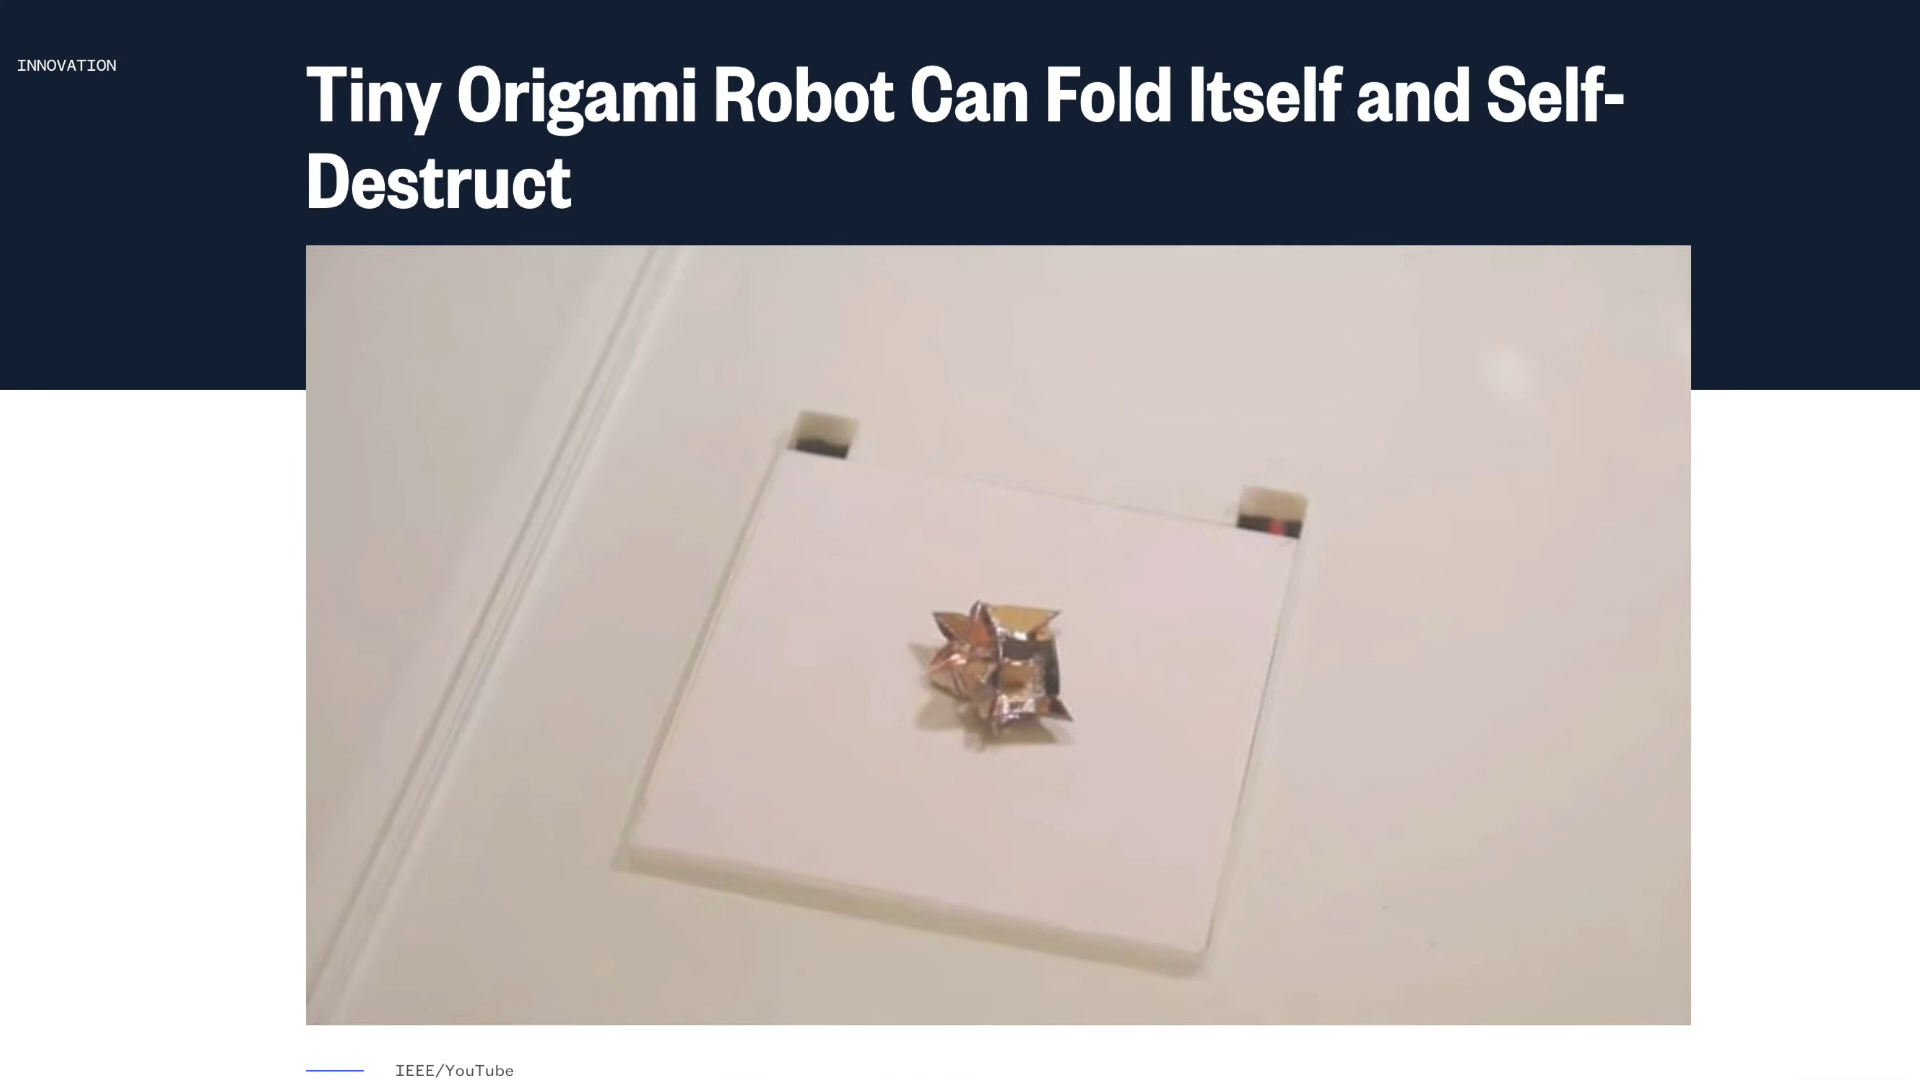 INNOVATION
Tiny Origami Robot Can Fold Itself and Self-
Destruct
IEEE/YouTube